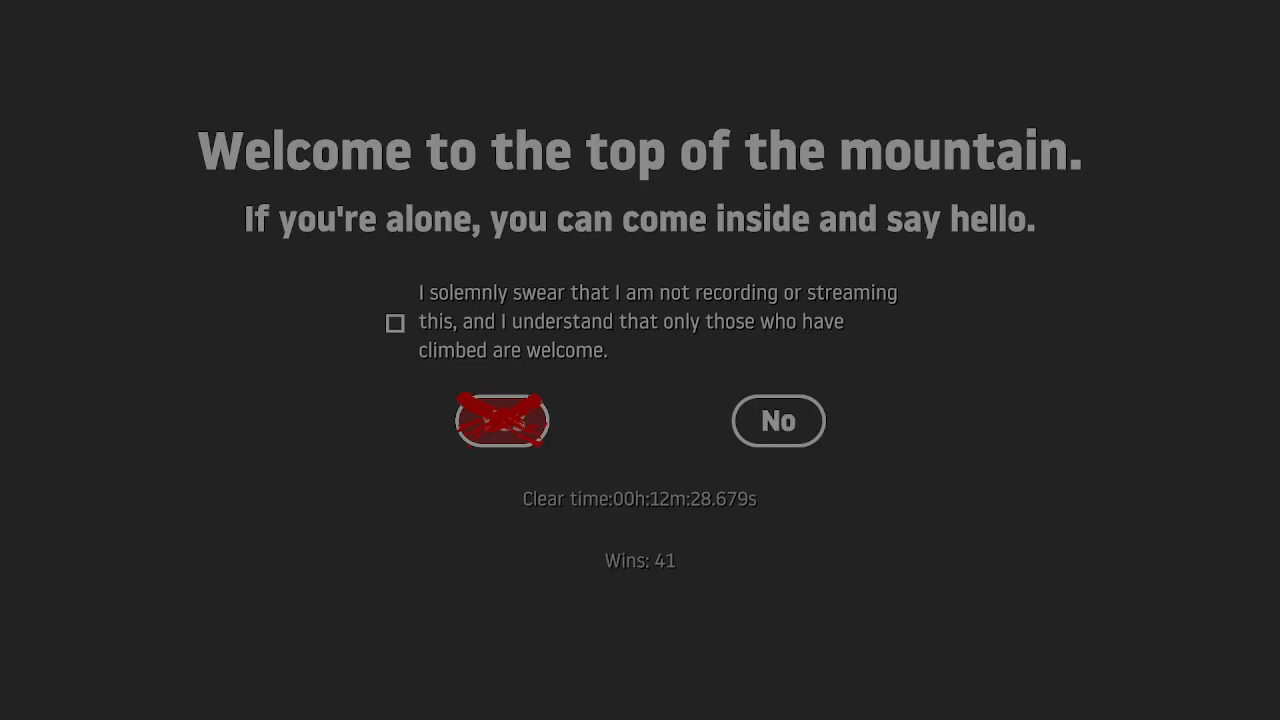 Welcome to the top of the mountain.
If you're alone, you can come inside and say hello.
I solemnly swear that I am not recording or streaming
this, and I understand that only those who have
climbed are welcome.
No
Clear time:00h:12m:28.679s
Wins: 41